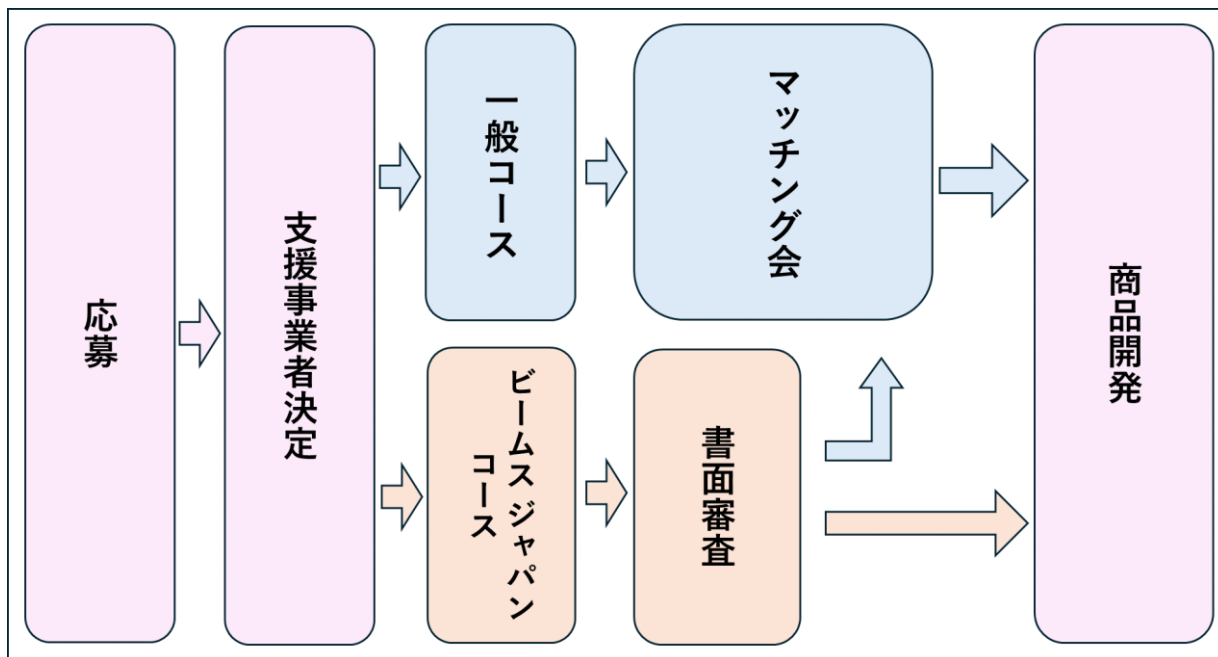 応募
支援事業者決定
一般コース
マッチング会
ビームス ジャパン
コース
書面審査
商品開発